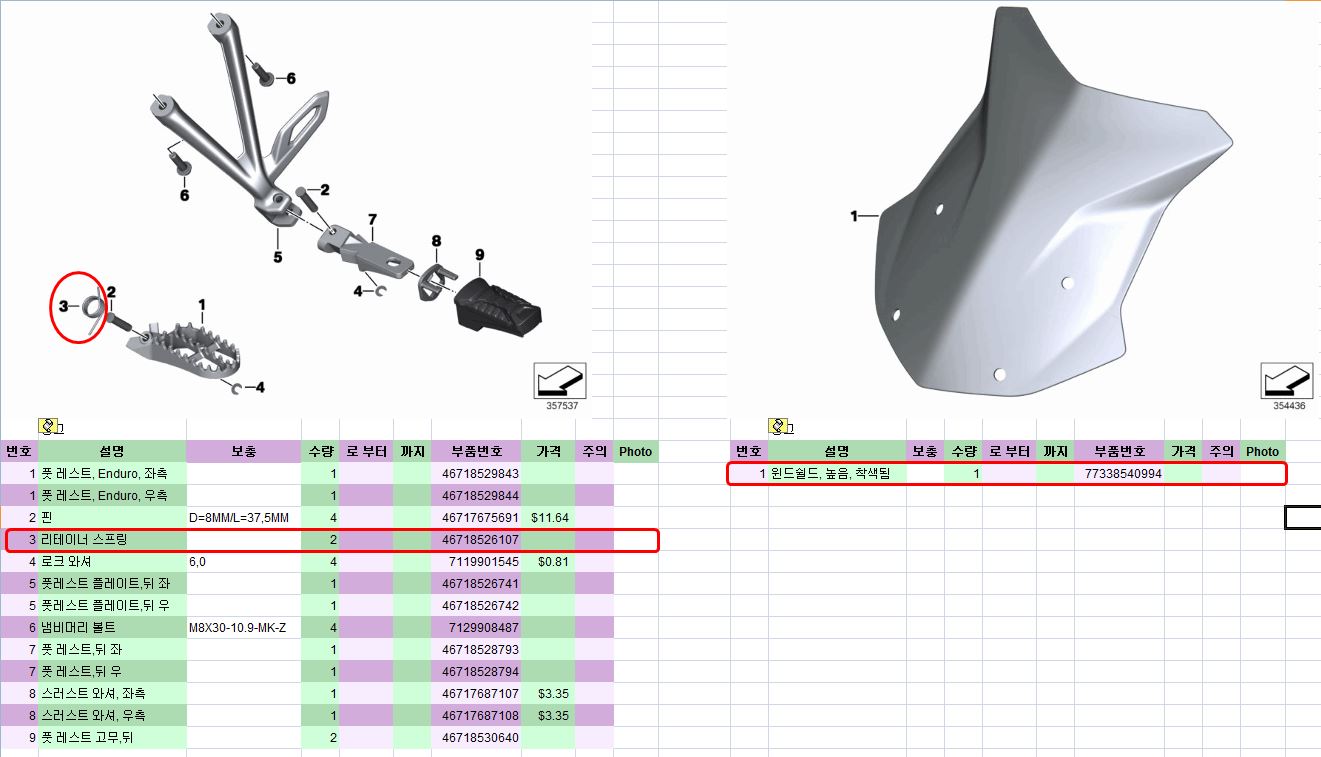 6
6
2
7
5
8
9
4
3
2
1
4
357537
1
354436
번호 설명 보충 수량 로 부터 까지 부품번호 가격 주의 Photo
1 풋 레스트, Enduro, 좌측 1 46718529843
1 풋 레스트, Enduro, 우측 1 46718529844
2 핀 D=8MM/L=37,5MM 4 46717675691 $11.64
3 리테이너 스프링 2 46718526107
4 로크 와셔 6,0 4 7119901545 $0.81
5 풋레스트 플레이트,뒤 좌 1 46718526741
5 풋레스트 플레이트,뒤 우 1 46718526742
6 냄비머리 볼트 M8X30-10.9-MK-Z 4 7129908487
7 풋 레스트,뒤 좌 1 46718528793
7 풋 레스트,뒤 우 1 46718528794
8 스러스트 와셔, 좌측 1 46717687107 $3.35
8 스러스트 와셔, 우측 1 46717687108 $3.35
9 풋 레스트 고무,뒤 2 46718530640
번호 설명 보충 수량 로 부터 까지 부품번호 가격 주의 Photo
1 윈드쉴드, 높음, 착색됨 1 77338540994